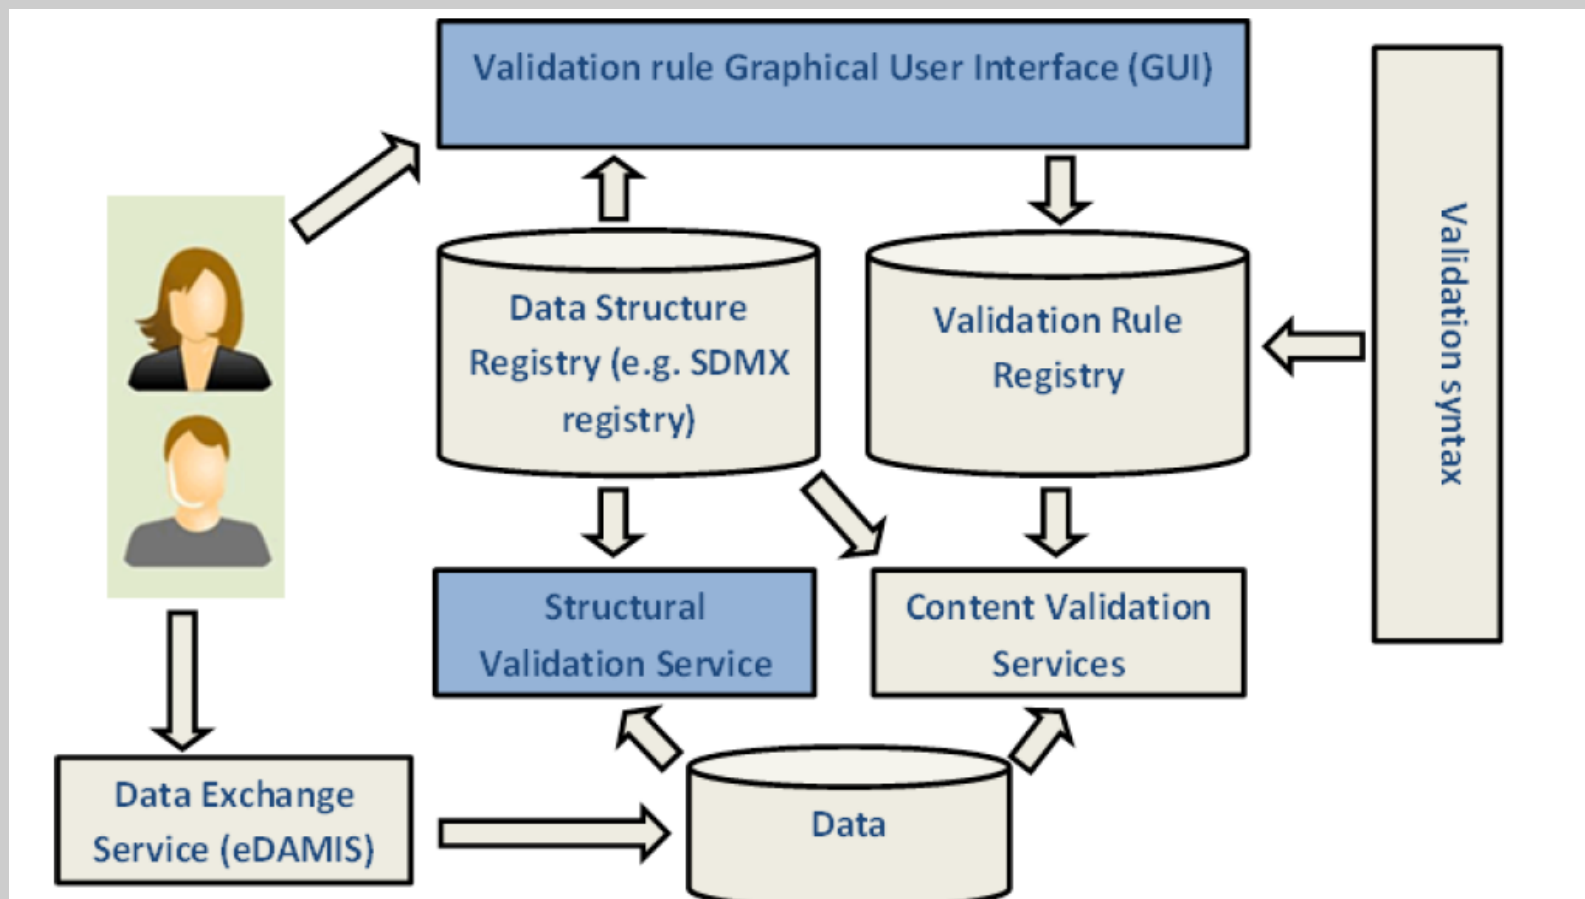 Validation rule Graphical User Interface (GUI)
Data Structure
Registry (e.g. SDMX
registry)
Validation Rule
Registry
Validation syntax
Structural
Validation Service
Content Validation
Services
Data Exchange
Service (eDAMIS)
Data